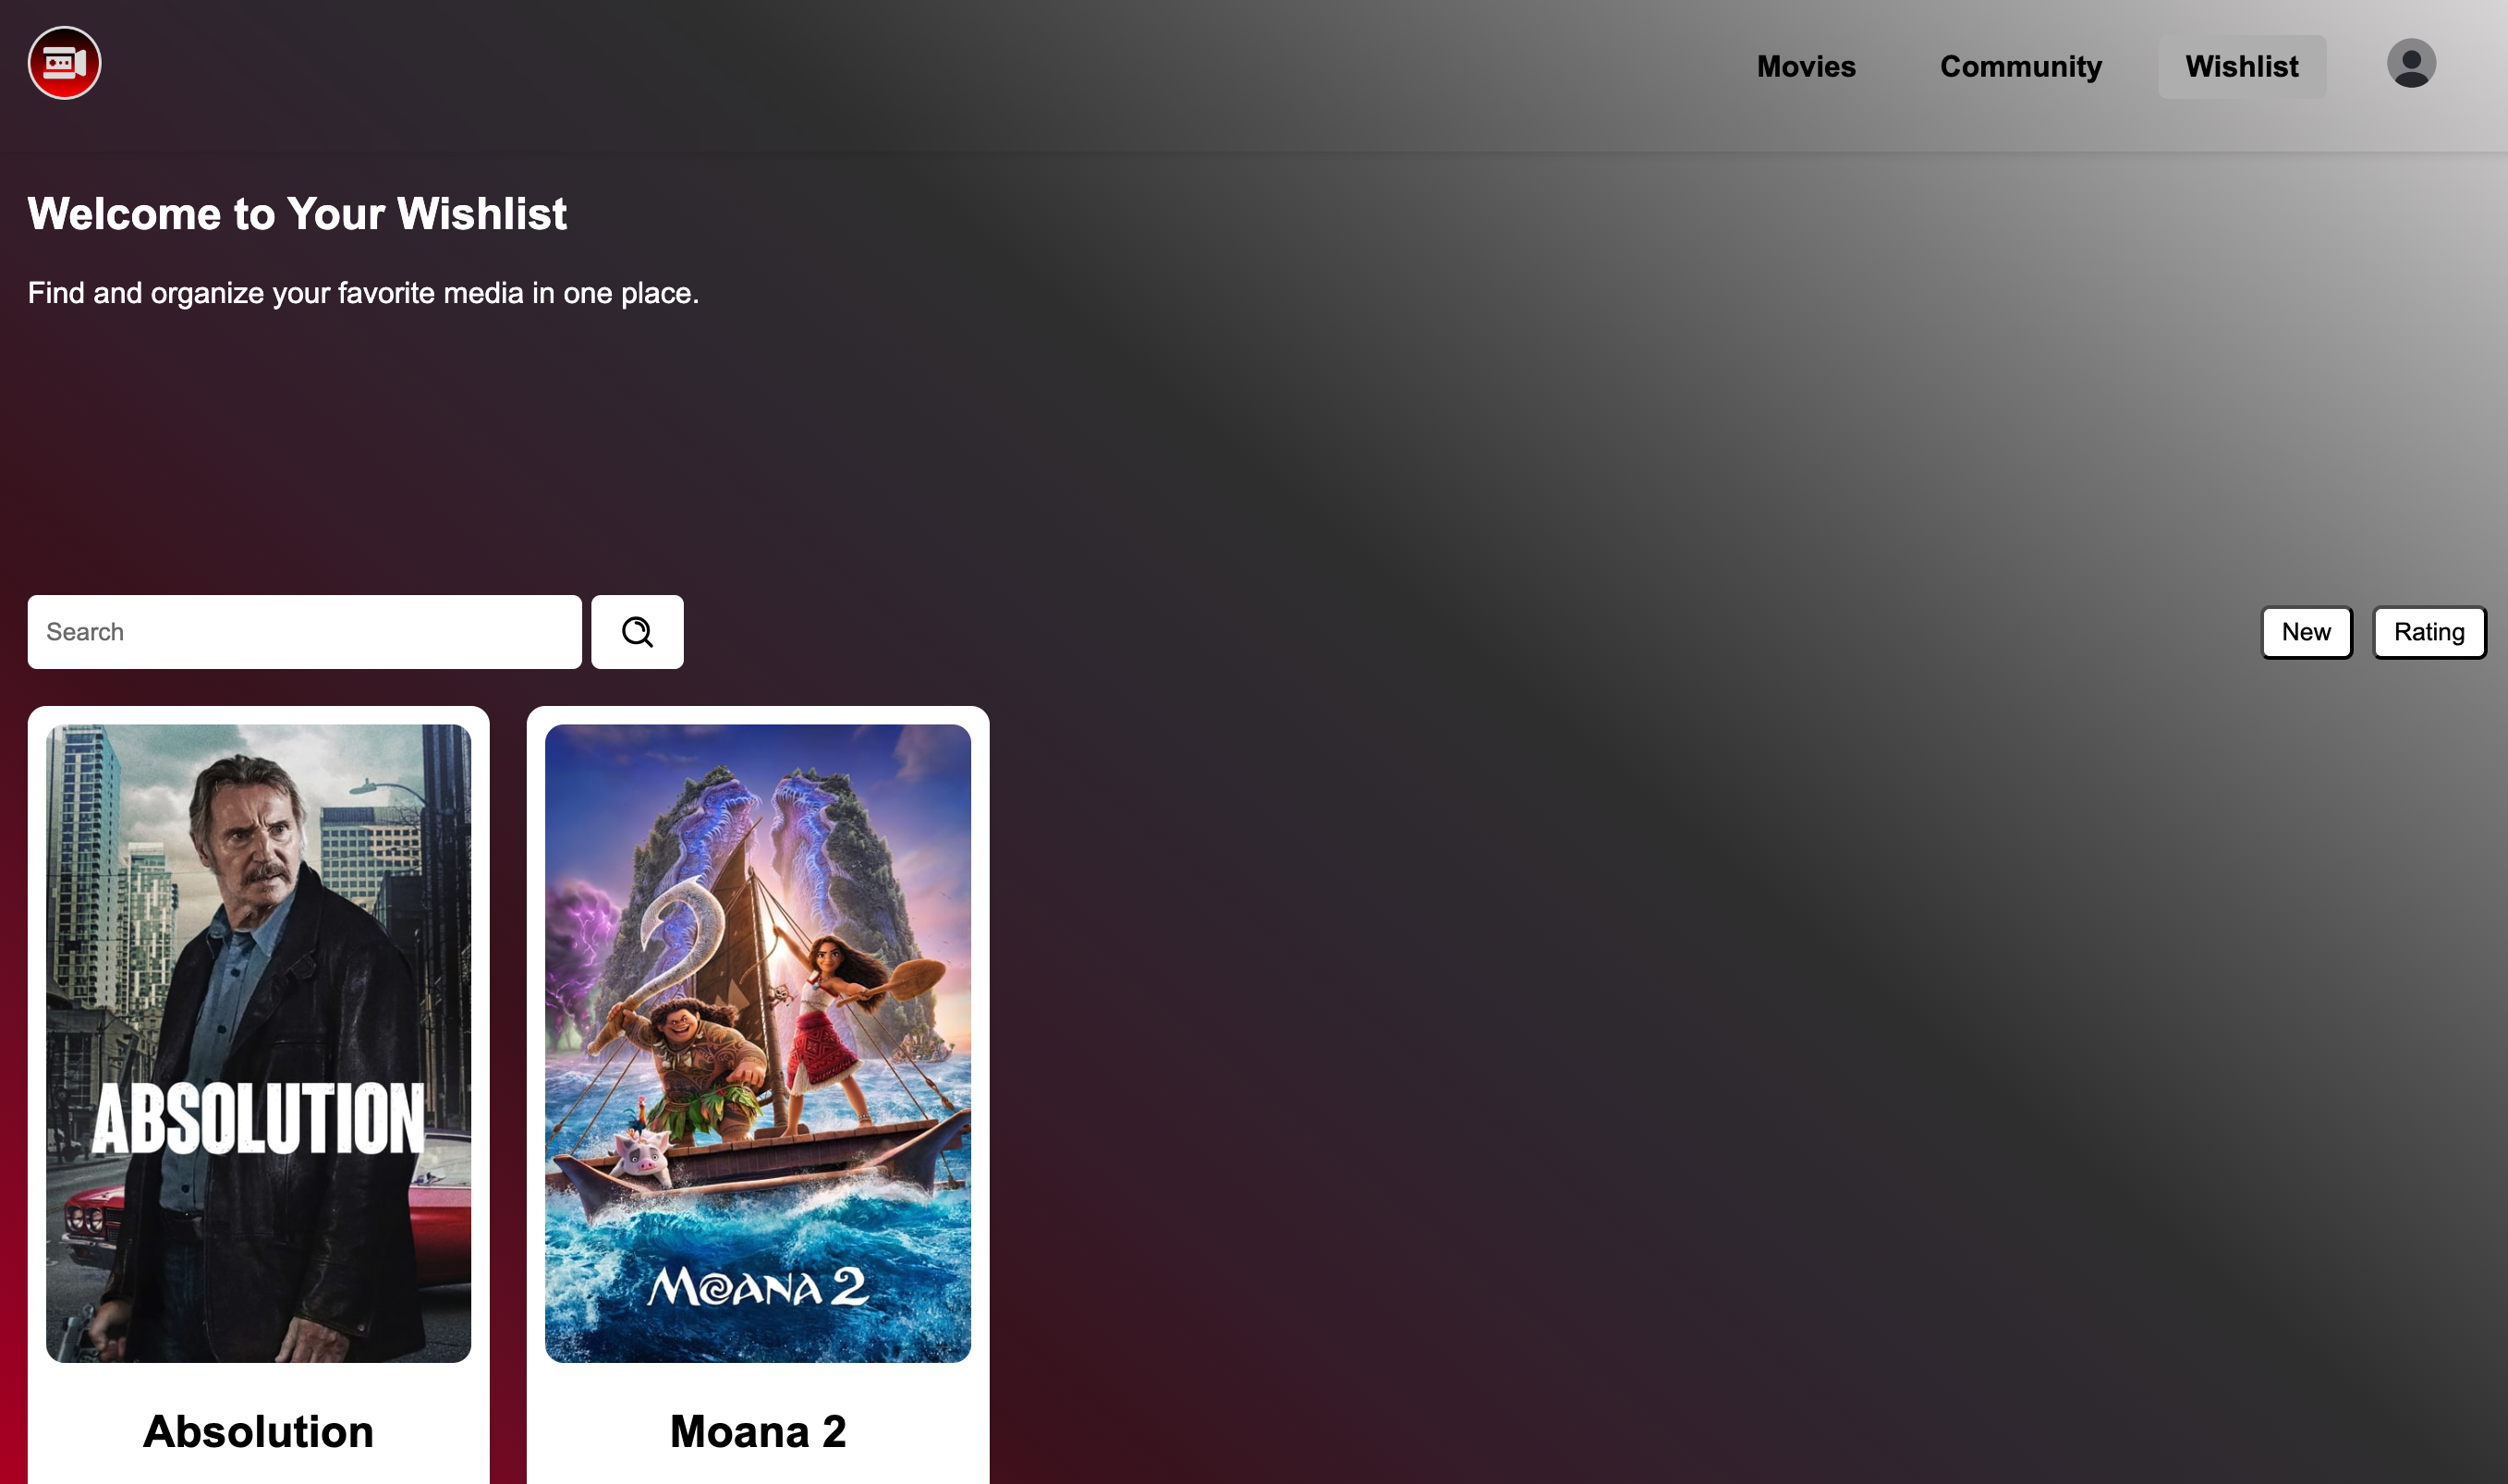 Movies Community Wishlist
Welcome to Your Wishlist
Find and organize your favorite media in one place.
Search
New Rating
ABSOLUTION
MOANA 2
Absolution
Moana 2